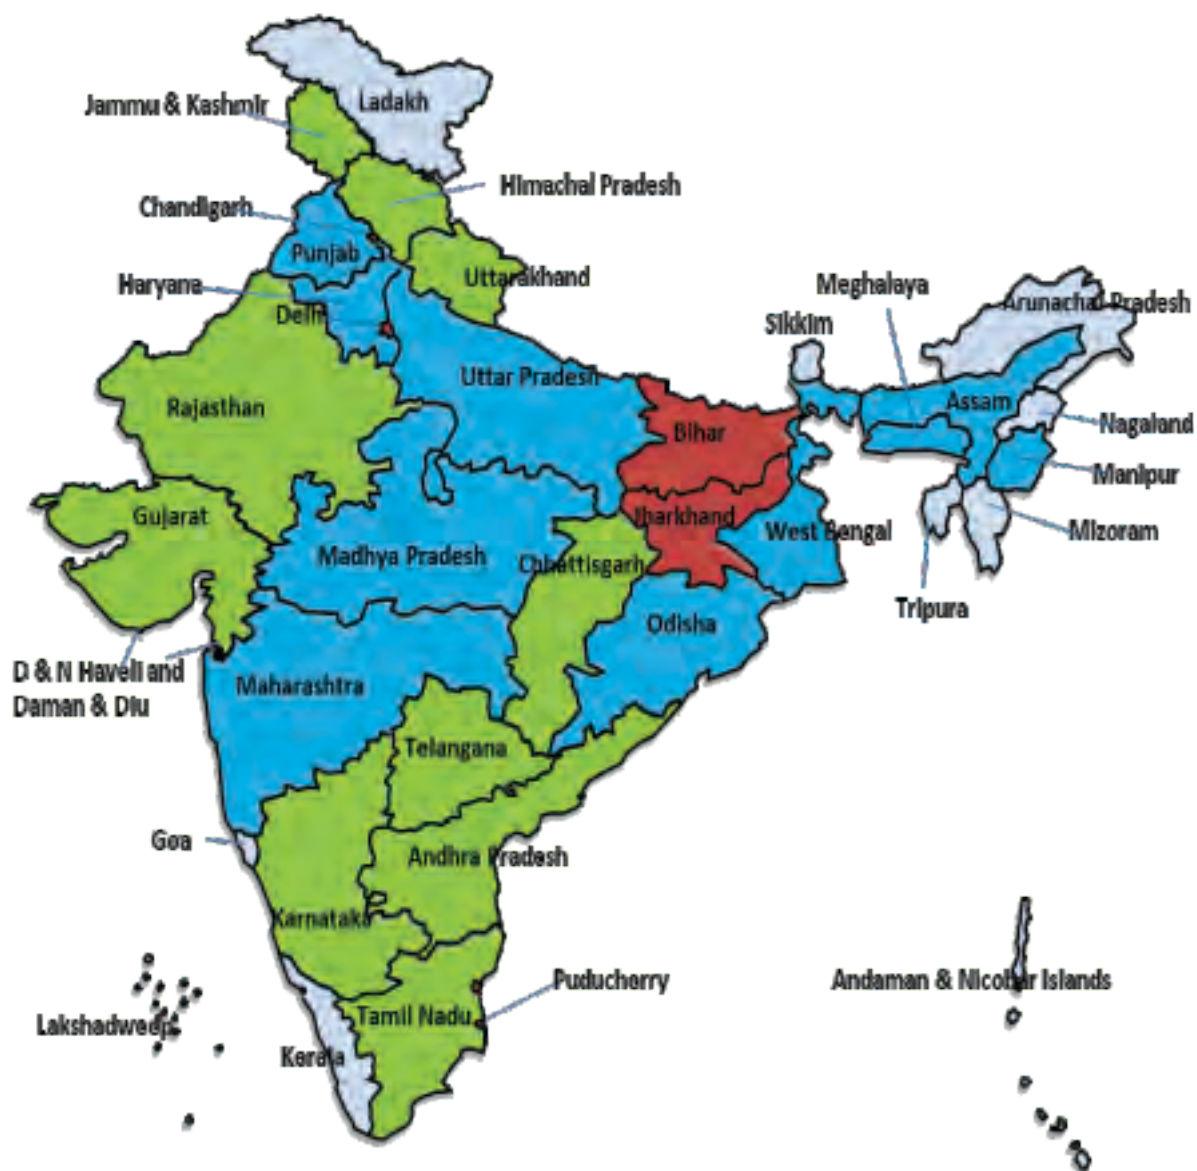 Ladakh
Jammu & Kashmir
Himachal Pradesh
Chandigarh
Punjab
Uttarakhand
Haryana
Delhi
Meghalaya
Arunachal Pradesh
Sikkim
Uttar Pradesh
Rajasthan
Assam
Bihar
Nagaland
Manipur
Gujarat
Jharkhand
West Bengal
Mizoram
Madhya Pradesh
Chhattisgarh
Tripura
Odisha
D & N Haveli and
Daman & Diu
Maharashtra
Telangana
Goa
Andhra Pradesh
Karnataka
Puducherry
Andaman & Nicobar Islands
Tamil Nadu
Lakshadweep
Kerala